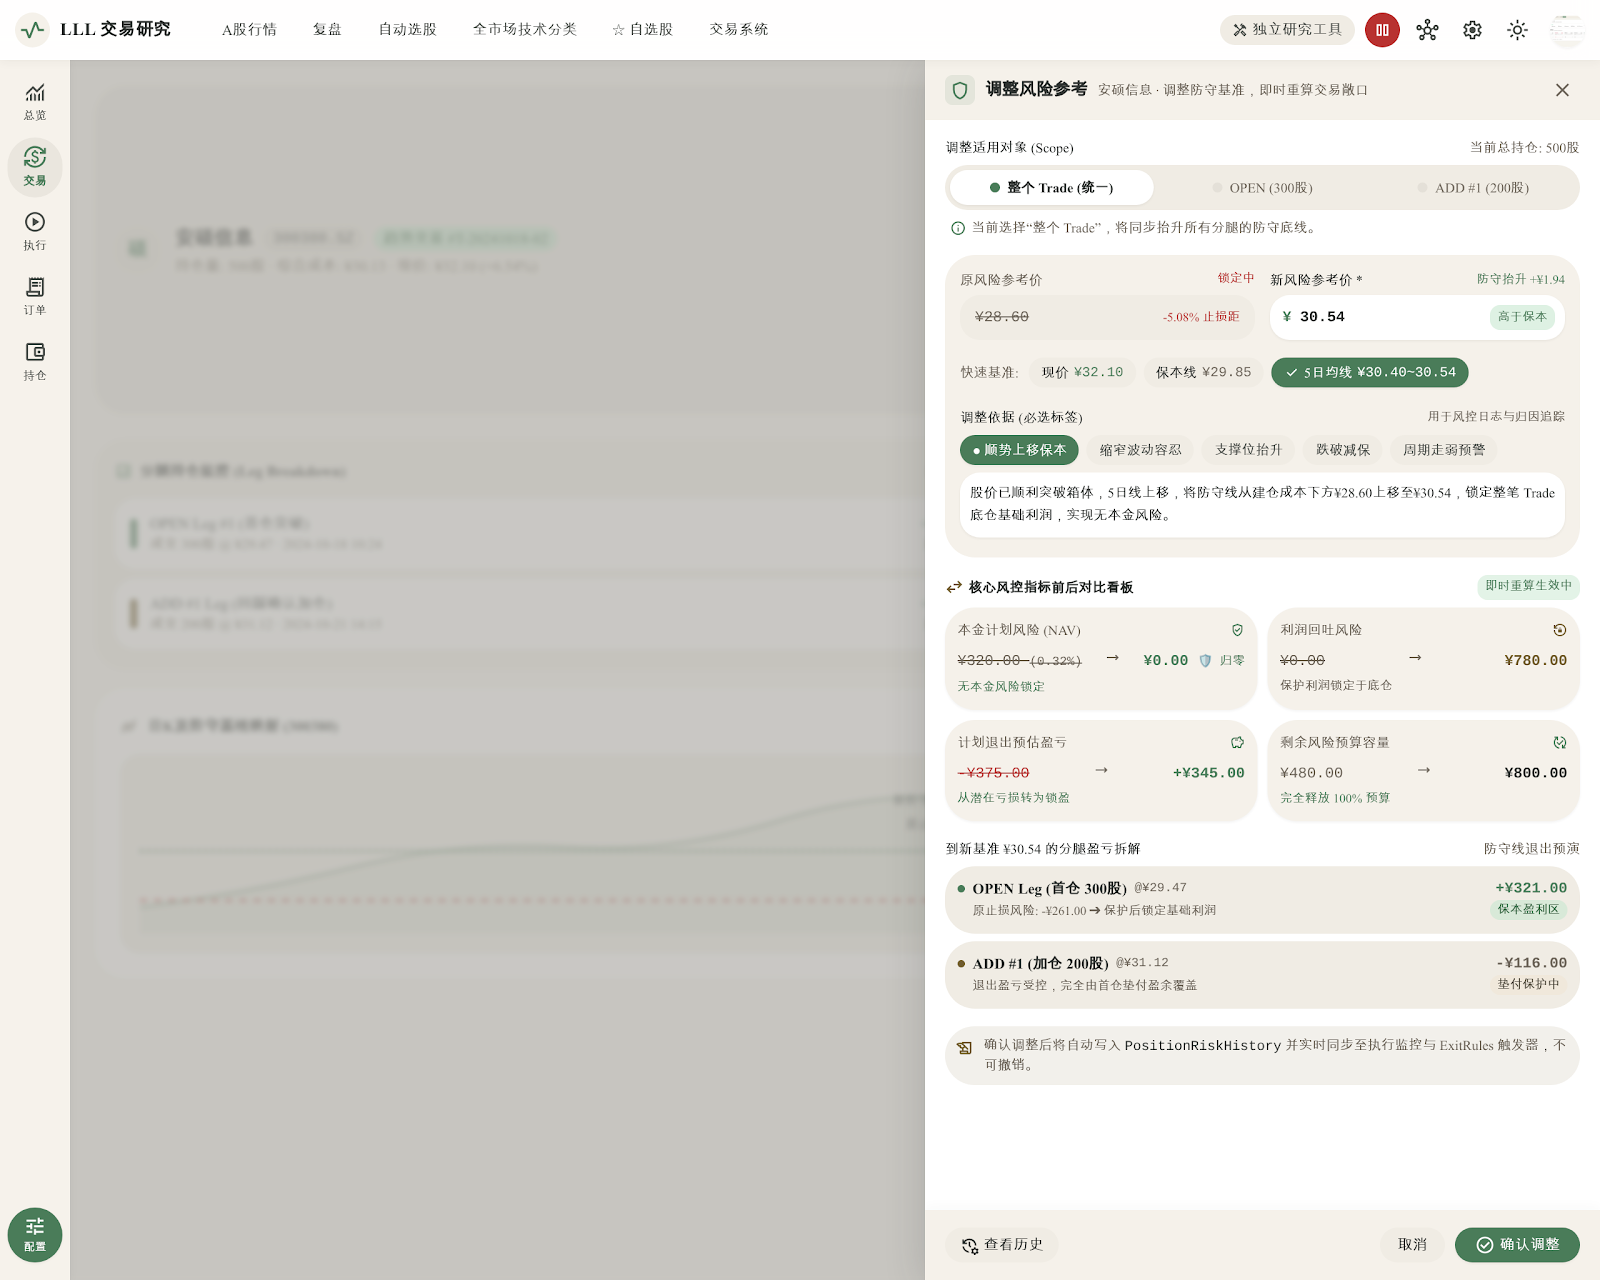 LLL 交易研究
A股行情
复盘
自动选股
全市场技术分类
☆ 自选股
交易系统
独立研究工具
总览
交易
执行
订单
持仓
配置
安硕信息
调整风险参考
安硕信息 · 调整防守基准，即时重算交易敞口
调整适用对象 (Scope)
当前总持仓: 500股
整个 Trade (统一)
OPEN (300股)
ADD #1 (200股)
当前选择“整个 Trade”，将同步抬升所有分腿的防守底线。
原风险参考价
锁定中
新风险参考价 *
防守抬升 +¥1.94
¥28.60
-5.08% 止损距
¥ 30.54
高于保本
快速基准:
现价 ¥32.10
保本线 ¥29.85
5日均线 ¥30.40~30.54
调整依据 (必选标签)
用于风控日志与归因追踪
顺势上移保本
缩窄波动容忍
支撑位抬升
跌破减保
周期走弱预警
股价已顺利突破箱体，5日线上移，将防守线从建仓成本下方¥28.60上移至¥30.54，锁定整笔 Trade
底仓基础利润，实现无本金风险。
核心风控指标前后对比看板
即时重算生效中
本金计划风险 (NAV)
¥320.00 (0.32%) → ¥0.00 归零
无本金风险锁定
利润回吐风险
¥0.00 → ¥780.00
保护利润锁定于底仓
计划退出预估盈亏
-¥375.00 → +¥345.00
从潜在亏损转为锁盈
剩余风险预算容量
¥480.00 → ¥800.00
完全释放 100% 预算
到新基准 ¥30.54 的分腿盈亏拆解
防守线退出预演
OPEN Leg (首仓 300股) @¥29.47
+¥321.00
原止损风险: -¥261.00 ➔ 保护后锁定基础利润
保本盈利区
ADD #1 (加仓 200股) @¥31.12
-¥116.00
退出盈亏受控，完全由首仓垫付盈余覆盖
垫付保护中
确认调整后将自动写入 PositionRiskHistory 并实时同步至执行监控与 ExitRules 触发器，不
可撤销。
查看历史
取消
确认调整